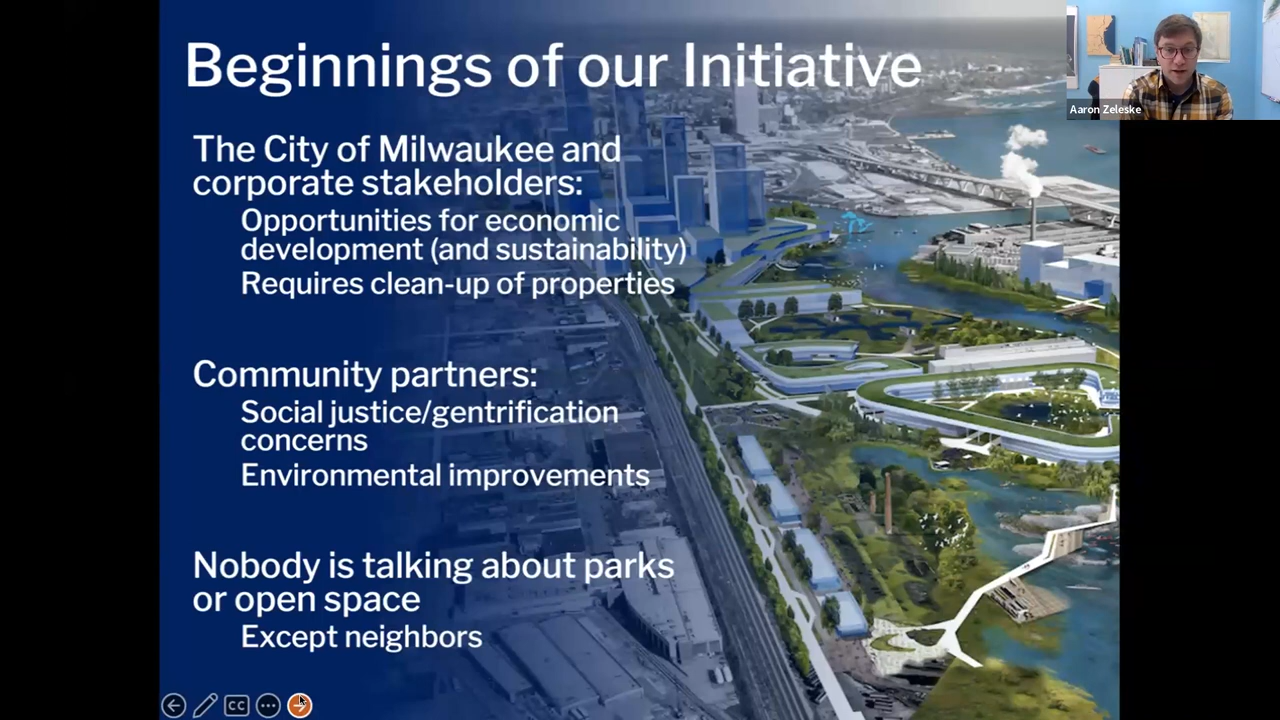 Beginnings of our Initiative
Aaron Zeleske
The City of Milwaukee and
corporate stakeholders:
Opportunities for economic
development (and sustainability)
Requires clean-up of properties
Community partners:
Social justice/gentrification
concerns
Environmental improvements
Nobody is talking about parks
or open space
Except neighbors
CC